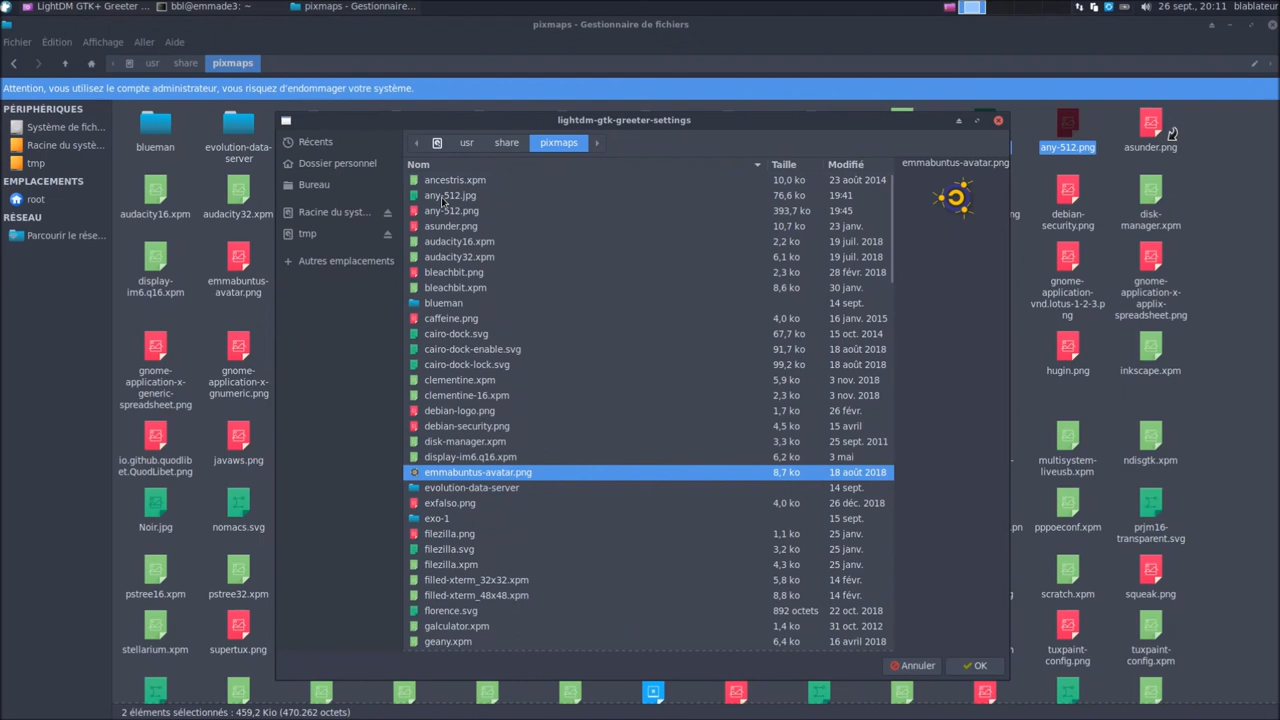 LightDM GTK+ Greeter ...
bbl@emmade3: ~
pixmaps - Gestionnaire...
26 sept., 20:11
blablateur
pixmaps - Gestionnaire de fichiers
Fichier Édition Affichage Aller Aide
usr share pixmaps
Attention, vous utilisez le compte administrateur, vous risquez d'endommager votre système.
PÉRIPHÉRIQUES
Système de fich...
Racine du systè...
tmp
EMPLACEMENTS
root
RÉSEAU
Parcourir le rése...
blueman
evolution-data-server
any-512.png
asunder.png
audacity16.xpm
audacity32.xpm
debian-security.png
disk-manager.xpm
display-im6.q16.xpm
emmabuntus-avatar.png
gnome-application-vnd.lotus-1-2-3.png
gnome-application-x-applix-spreadsheet.png
gnome-application-x-generic-spreadsheet.png
gnome-application-x-gnumeric.png
hugin.png
inkscape.xpm
io.github.quodlibet.QuodLibet.png
javaws.png
multisystem-liveusb.png
ndisgtk.xpm
Noir.jpg
nomacs.svg
pppoeconf.xpm
prjm16-transparent.svg
pstree16.xpm
pstree32.xpm
scratch.xpm
squeak.png
stellarium.xpm
supertux.png
tuxpaint-config.png
tuxpaint-config.xpm
lightdm-gtk-greeter-settings
Récents
Dossier personnel
Bureau
Racine du syst...
tmp
Autres emplacements
usr share pixmaps
Nom Taille Modifié
ancestris.xpm 10,0 ko 23 août 2014
any-512.jpg 76,6 ko 19:41
any-512.png 393,7 ko 19:45
asunder.png 10,7 ko 23 janv.
audacity16.xpm 2,2 ko 19 juil. 2018
audacity32.xpm 6,1 ko 19 juil. 2018
bleachbit.png 2,3 ko 28 févr. 2018
bleachbit.xpm 8,6 ko 30 janv.
blueman 14 sept.
caffeine.png 4,0 ko 16 janv. 2015
cairo-dock.svg 67,7 ko 15 oct. 2014
cairo-dock-enable.svg 91,7 ko 18 août 2018
cairo-dock-lock.svg 99,2 ko 18 août 2018
clementine.xpm 5,9 ko 3 nov. 2018
clementine-16.xpm 2,3 ko 3 nov. 2018
debian-logo.png 1,7 ko 26 févr.
debian-security.png 4,5 ko 15 avril
disk-manager.xpm 3,3 ko 25 sept. 2011
display-im6.q16.xpm 6,2 ko 3 mai
emmabuntus-avatar.png 8,7 ko 18 août 2018
evolution-data-server 14 sept.
exfalso.png 4,0 ko 26 déc. 2018
exo-1 15 sept.
filezilla.png 1,1 ko 25 janv.
filezilla.svg 3,2 ko 25 janv.
filezilla.xpm 4,3 ko 25 janv.
filled-xterm_32x32.xpm 5,8 ko 14 févr.
filled-xterm_48x48.xpm 8,8 ko 14 févr.
florence.svg 892 octets 22 oct. 2018
galculator.xpm 1,4 ko 31 oct. 2012
geany.xpm 6,4 ko 16 avril 2018
emmabuntus-avatar.png
Annuler OK
2 éléments sélectionnés : 459,2 Kio (470.262 octets)